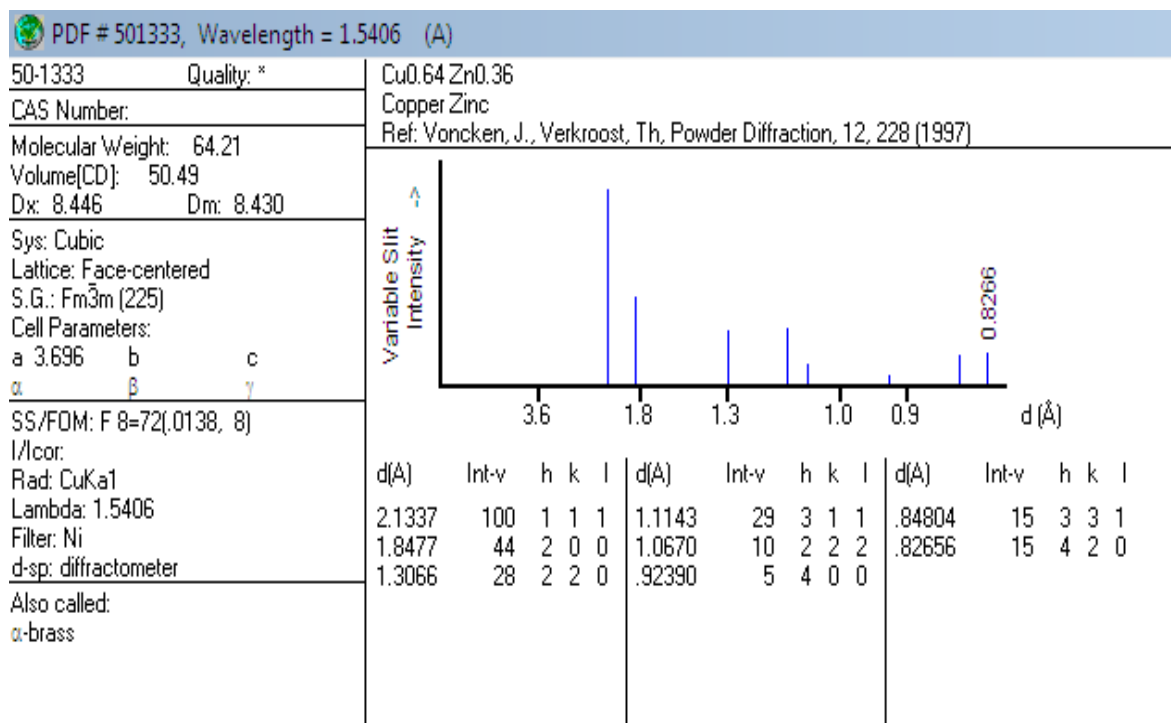 PDF # 501333, Wavelength = 1.5406 (A)
50-1333 Quality: *
CAS Number:
Molecular Weight: 64.21
Volume[CD]: 50.49
Dx: 8.446 Dm: 8.430
Sys: Cubic
Lattice: Face-centered
S.G.: Fm3̄m (225)
Cell Parameters:
a 3.696 b c
α β γ
SS/FOM: F 8=72(.0138, 8)
I/Icor:
Rad: CuKa1
Lambda: 1.5406
Filter: Ni
d-sp: diffractometer
Also called:
α-brass
Cu0.64 Zn0.36
Copper Zinc
Ref: Voncken, J., Verkroost, Th, Powder Diffraction, 12, 228 (1997)
Variable Slit
Intensity ->
0.8266
3.6 1.8 1.3 1.0 0.9 d (Å)
d(A) Int-v h k l d(A) Int-v h k l d(A) Int-v h k l
2.1337 100 1 1 1 1.1143 29 3 1 1 .84804 15 3 3 1
1.8477 44 2 0 0 1.0670 10 2 2 2 .82656 15 4 2 0
1.3066 28 2 2 0 .92390 5 4 0 0